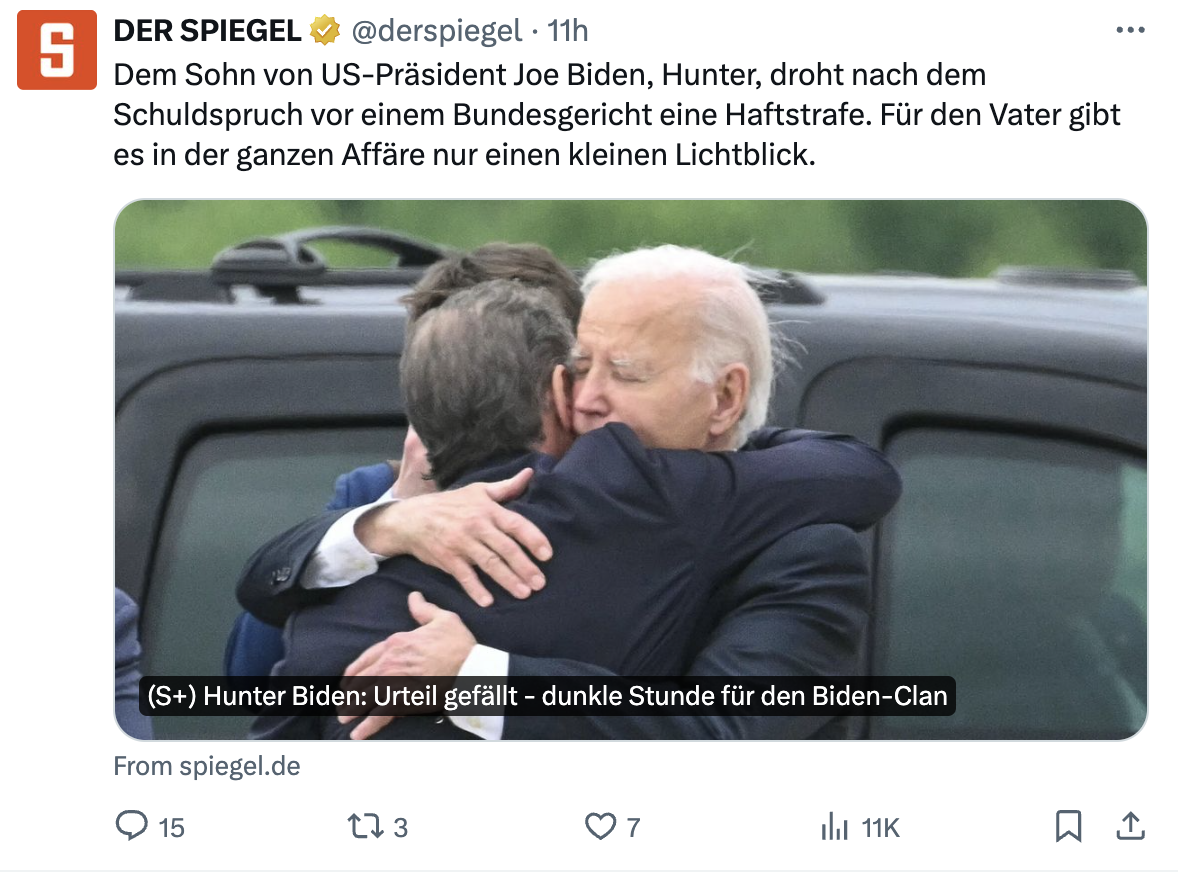 DER SPIEGEL @derspiegel · 11h
Dem Sohn von US-Präsident Joe Biden, Hunter, droht nach dem
Schuldspruch vor einem Bundesgericht eine Haftstrafe. Für den Vater gibt
es in der ganzen Affäre nur einen kleinen Lichtblick.
(S+) Hunter Biden: Urteil gefällt – dunkle Stunde für den Biden-Clan
From spiegel.de
15 3 7 11K